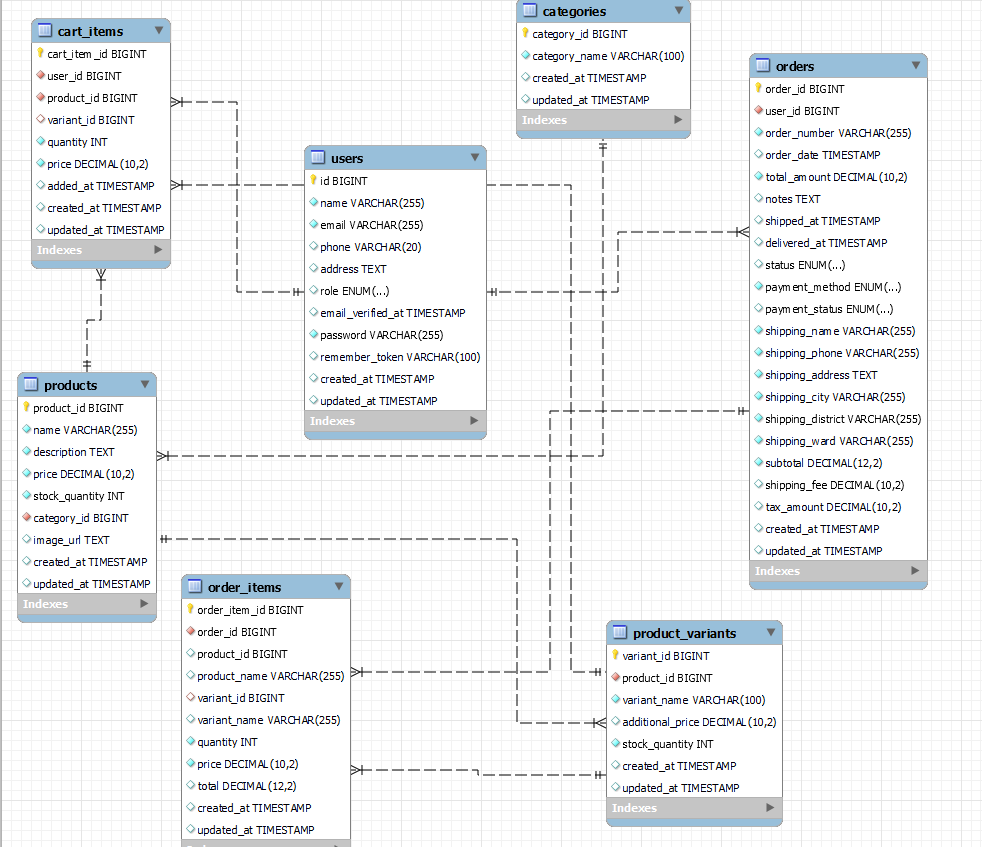 cart_items
cart_item_id BIGINT
user_id BIGINT
product_id BIGINT
variant_id BIGINT
quantity INT
price DECIMAL(10,2)
added_at TIMESTAMP
created_at TIMESTAMP
updated_at TIMESTAMP
Indexes
categories
category_id BIGINT
category_name VARCHAR(100)
created_at TIMESTAMP
updated_at TIMESTAMP
Indexes
users
id BIGINT
name VARCHAR(255)
email VARCHAR(255)
phone VARCHAR(20)
address TEXT
role ENUM(...)
email_verified_at TIMESTAMP
password VARCHAR(255)
remember_token VARCHAR(100)
created_at TIMESTAMP
updated_at TIMESTAMP
Indexes
orders
order_id BIGINT
user_id BIGINT
order_number VARCHAR(255)
order_date TIMESTAMP
total_amount DECIMAL(10,2)
notes TEXT
shipped_at TIMESTAMP
delivered_at TIMESTAMP
status ENUM(...)
payment_method ENUM(...)
payment_status ENUM(...)
shipping_name VARCHAR(255)
shipping_phone VARCHAR(255)
shipping_address TEXT
shipping_city VARCHAR(255)
shipping_district VARCHAR(255)
shipping_ward VARCHAR(255)
subtotal DECIMAL(12,2)
shipping_fee DECIMAL(10,2)
tax_amount DECIMAL(10,2)
created_at TIMESTAMP
updated_at TIMESTAMP
Indexes
products
product_id BIGINT
name VARCHAR(255)
description TEXT
price DECIMAL(10,2)
stock_quantity INT
category_id BIGINT
image_url TEXT
created_at TIMESTAMP
updated_at TIMESTAMP
Indexes
order_items
order_item_id BIGINT
order_id BIGINT
product_id BIGINT
product_name VARCHAR(255)
variant_id BIGINT
variant_name VARCHAR(255)
quantity INT
price DECIMAL(10,2)
total DECIMAL(12,2)
created_at TIMESTAMP
updated_at TIMESTAMP
product_variants
variant_id BIGINT
product_id BIGINT
variant_name VARCHAR(100)
additional_price DECIMAL(10,2)
stock_quantity INT
created_at TIMESTAMP
updated_at TIMESTAMP
Indexes